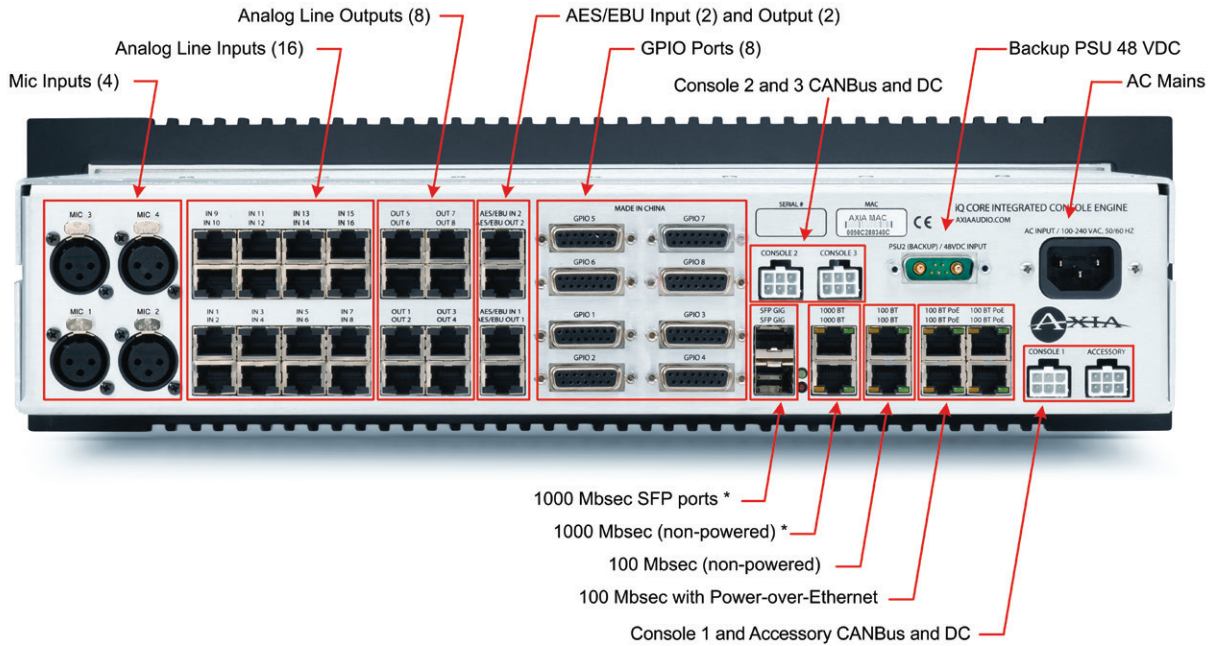 Analog Line Outputs (8)
AES/EBU Input (2) and Output (2)
Analog Line Inputs (16)
GPIO Ports (8)
Backup PSU 48 VDC
Mic Inputs (4)
Console 2 and 3 CANBus and DC
AC Mains
MIC 3
MIC 4
IN 9
IN 10
IN 11
IN 12
IN 13
IN 14
IN 15
IN 16
OUT 5
OUT 6
OUT 7
OUT 8
AES/EBU IN 2
AES/EBU OUT 2
MADE IN CHINA
GPIO 5
GPIO 7
GPIO 6
GPIO 8
SERIAL #
MAC
AXIA MAC
0050C280340C
CE
iQ CORE INTEGRATED CONSOLE ENGINE
AXIAAUDIO.COM
AC INPUT / 100-240 VAC, 50/60 HZ
PSU2 (BACKUP) / 48VDC INPUT
CONSOLE 2
CONSOLE 3
MIC 1
MIC 2
IN 1
IN 2
IN 3
IN 4
IN 5
IN 6
IN 7
IN 8
OUT 1
OUT 2
OUT 3
OUT 4
AES/EBU IN 1
AES/EBU OUT 1
GPIO 1
GPIO 3
GPIO 2
GPIO 4
SFP GIG
SFP GIG
1000 BT
1000 BT
100 BT
100 BT
100 BT PoE
100 BT PoE
100 BT PoE
100 BT PoE
AXIA
CONSOLE 1
ACCESSORY
1000 Mbsec SFP ports *
1000 Mbsec (non-powered) *
100 Mbsec (non-powered)
100 Mbsec with Power-over-Ethernet
Console 1 and Accessory CANBus and DC